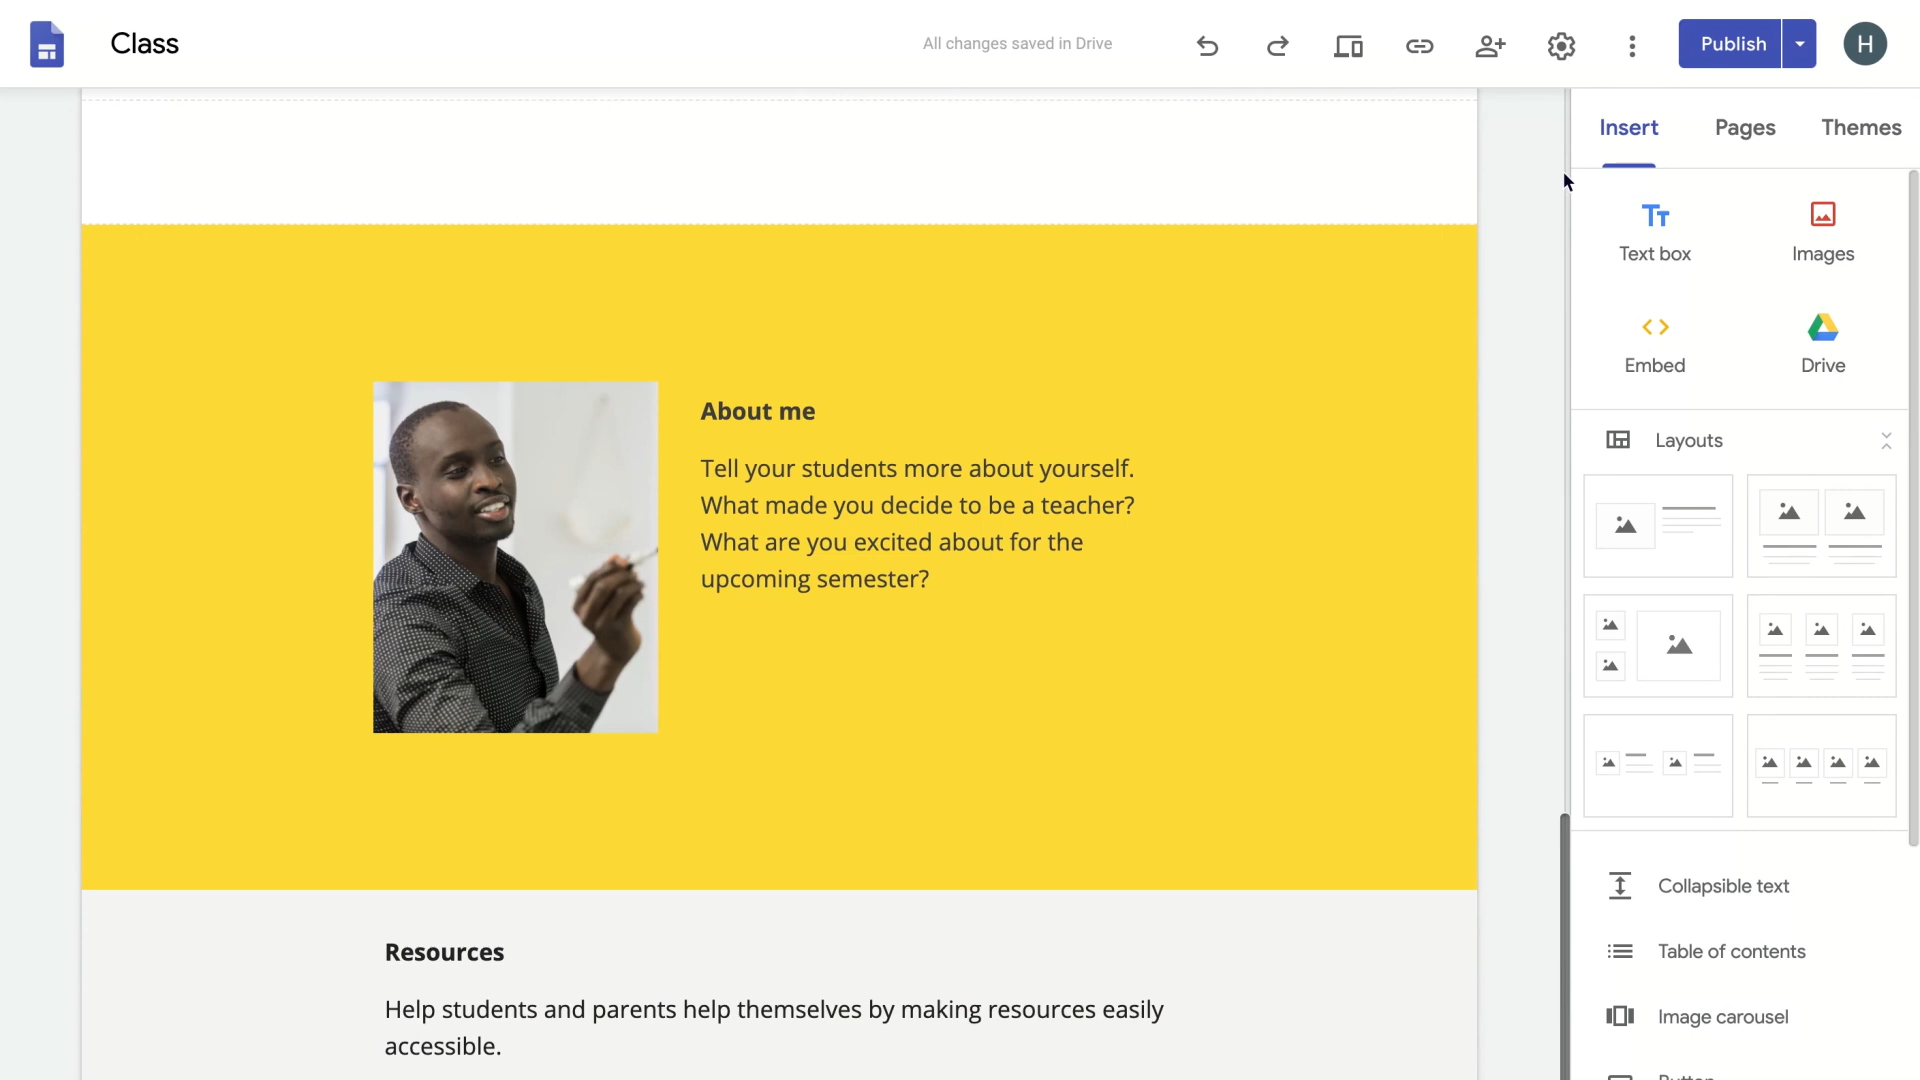 Class
All changes saved in Drive
Publish
H
Insert
Pages
Themes
Text box
Images
Embed
Drive
Layouts
About me
Tell your students more about yourself.
What made you decide to be a teacher?
What are you excited about for the
upcoming semester?
Collapsible text
Resources
Table of contents
Help students and parents help themselves by making resources easily
accessible.
Image carousel